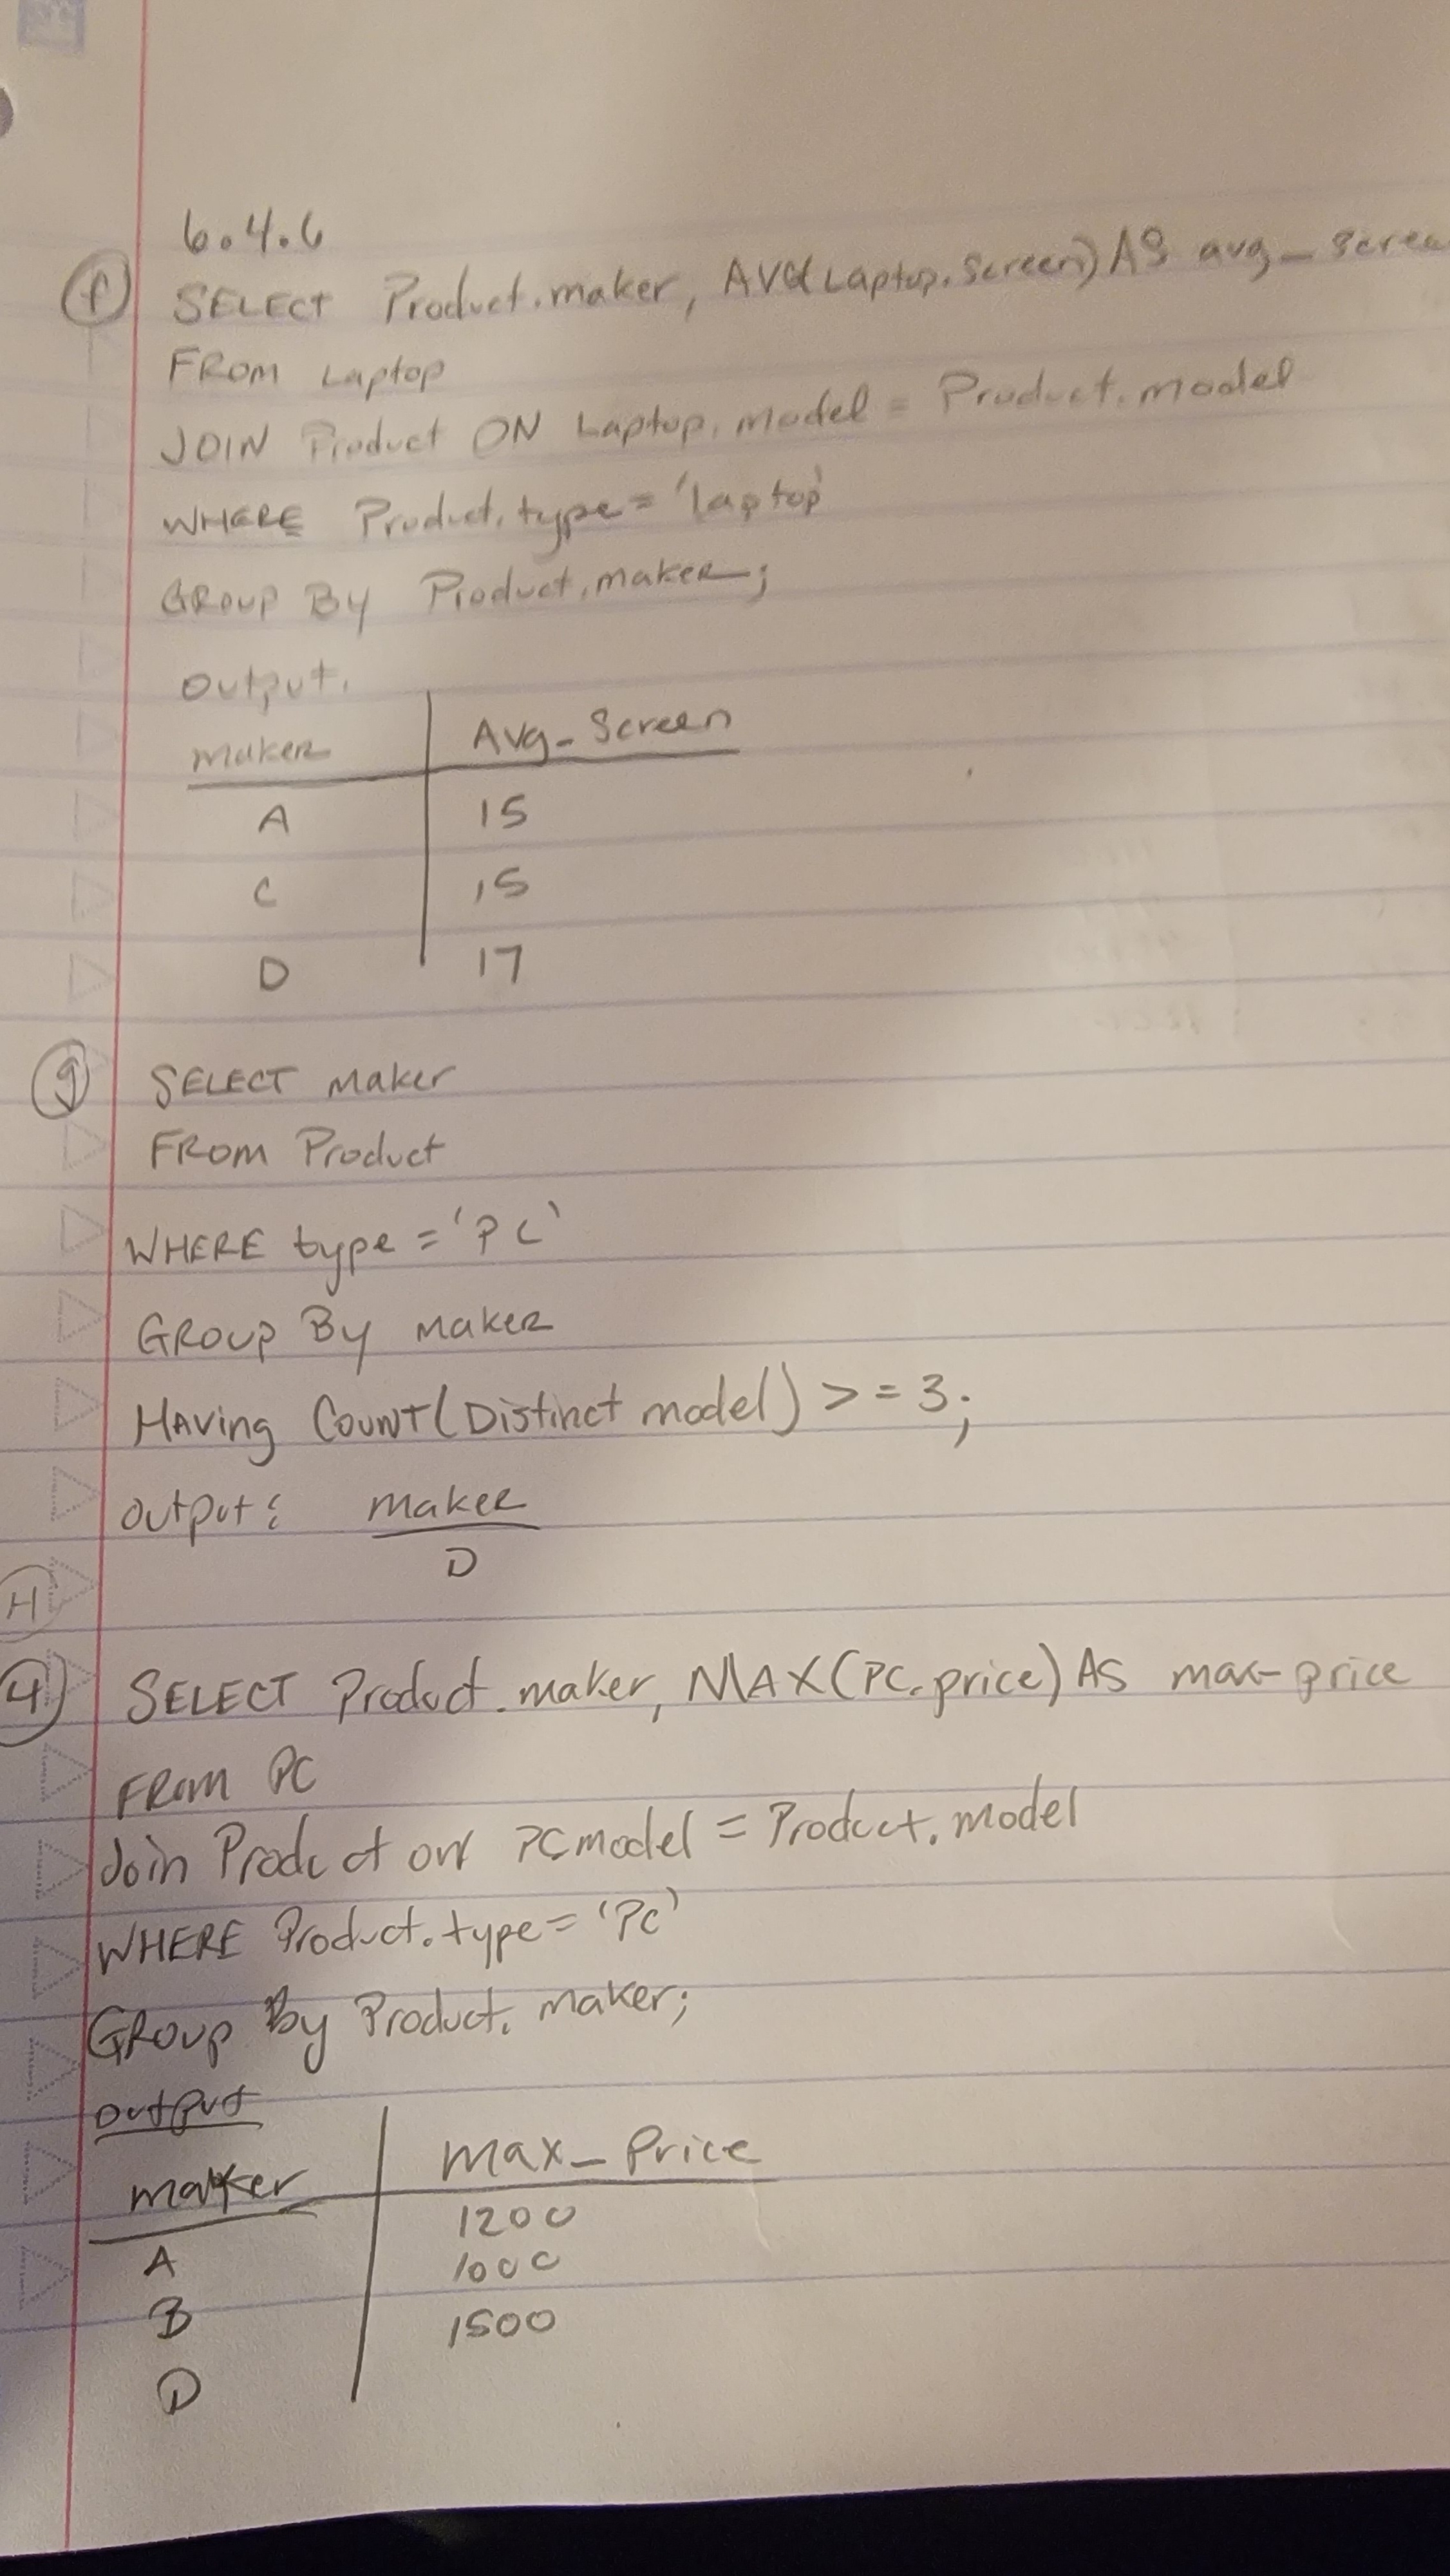 6.4.6
f SELECT Product.maker, AVG(Laptop.screen) AS avg_screen
FROM Laptop
JOIN Product ON Laptop.model = Product.model
WHERE Product.type = 'laptop'
GROUP By Product.maker;
output.
maker Avg_Screen
A 15
C 15
D 17
g SELECT maker
FROM Product
WHERE type = 'PC'
GROUP By maker
HAving COUNT(Distinct model) >= 3;
output: maker
D
H
4 SELECT Product.maker, MAX(PC.price) As max-price
FROM PC
Join Product on PC.model = Product.model
WHERE Product.type = 'PC'
GROUP By Product.maker;
output
maker max_Price
A 1200
B 1000
D 1500